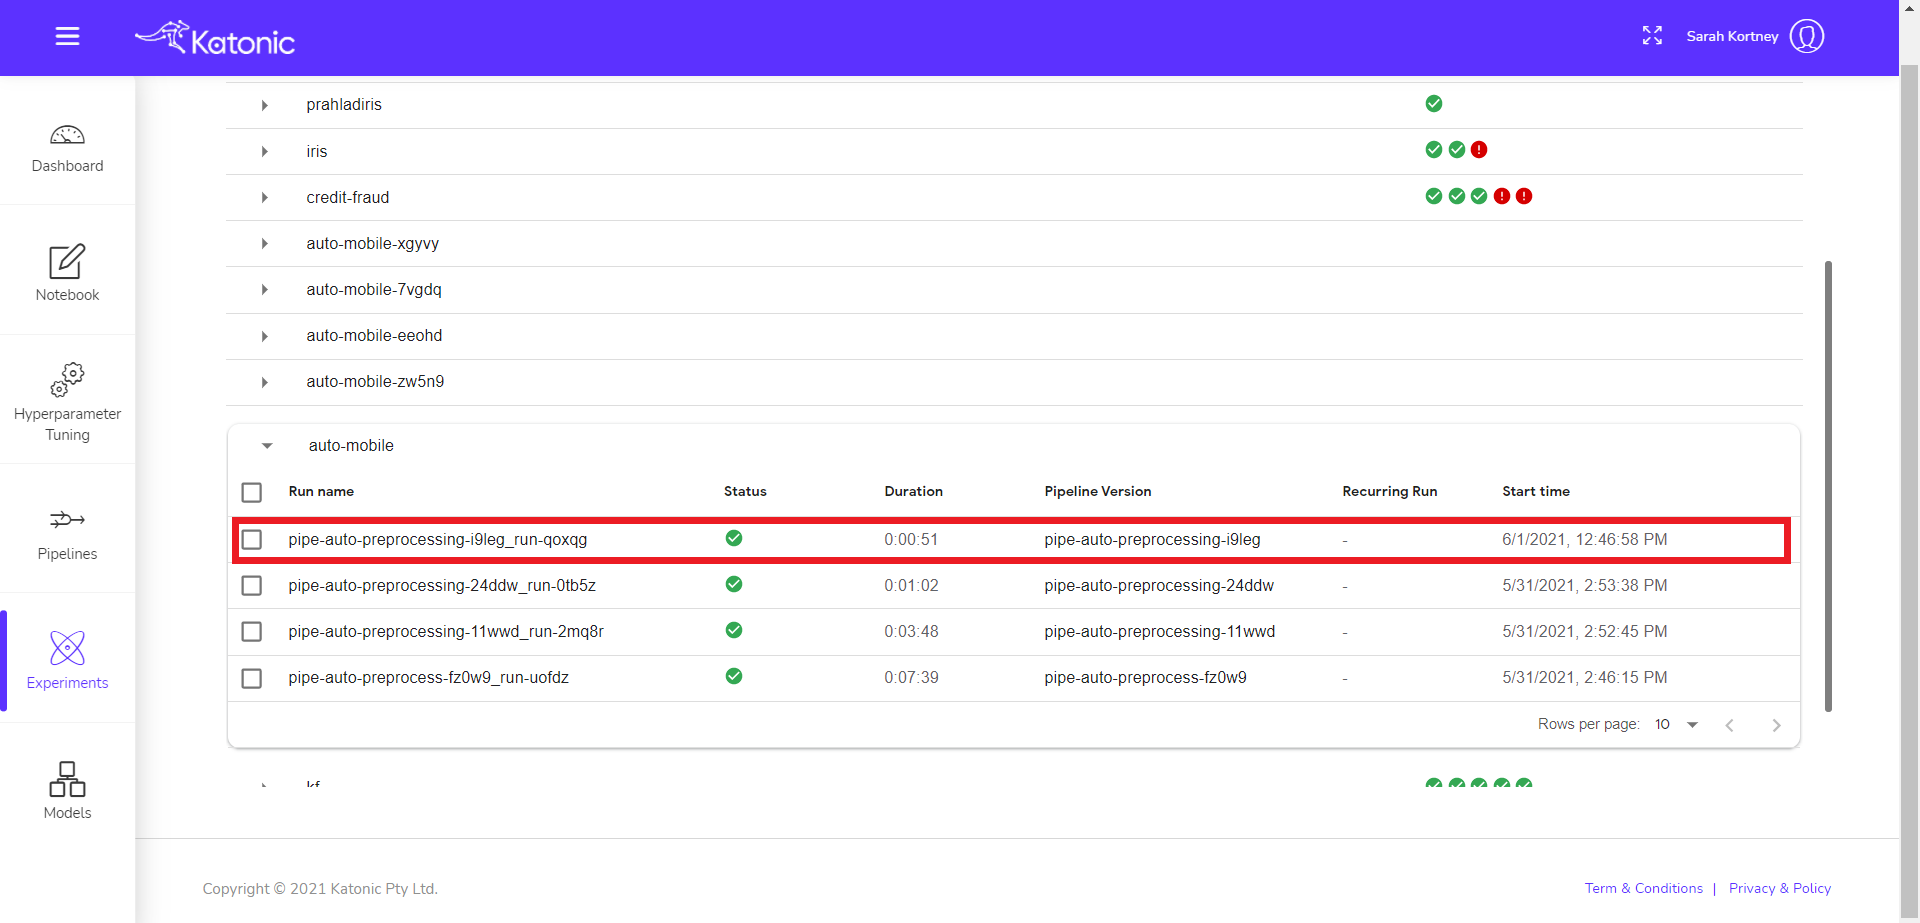 Katonic
Sarah Kortney
Dashboard
Notebook
Hyperparameter
Tuning
Pipelines
Experiments
Models
prahladiris
iris
credit-fraud
auto-mobile-xgyvy
auto-mobile-7vgdq
auto-mobile-eeohd
auto-mobile-zw5n9
auto-mobile
Run name Status Duration Pipeline Version Recurring Run Start time
pipe-auto-preprocessing-i9leg_run-qoxqg 0:00:51 pipe-auto-preprocessing-i9leg - 6/1/2021, 12:46:58 PM
pipe-auto-preprocessing-24ddw_run-0tb5z 0:01:02 pipe-auto-preprocessing-24ddw - 5/31/2021, 2:53:38 PM
pipe-auto-preprocessing-11wwd_run-2mq8r 0:03:48 pipe-auto-preprocessing-11wwd - 5/31/2021, 2:52:45 PM
pipe-auto-preprocess-fz0w9_run-uofdz 0:07:39 pipe-auto-preprocess-fz0w9 - 5/31/2021, 2:46:15 PM
Rows per page: 10
Copyright © 2021 Katonic Pty Ltd.
Term & Conditions | Privacy & Policy